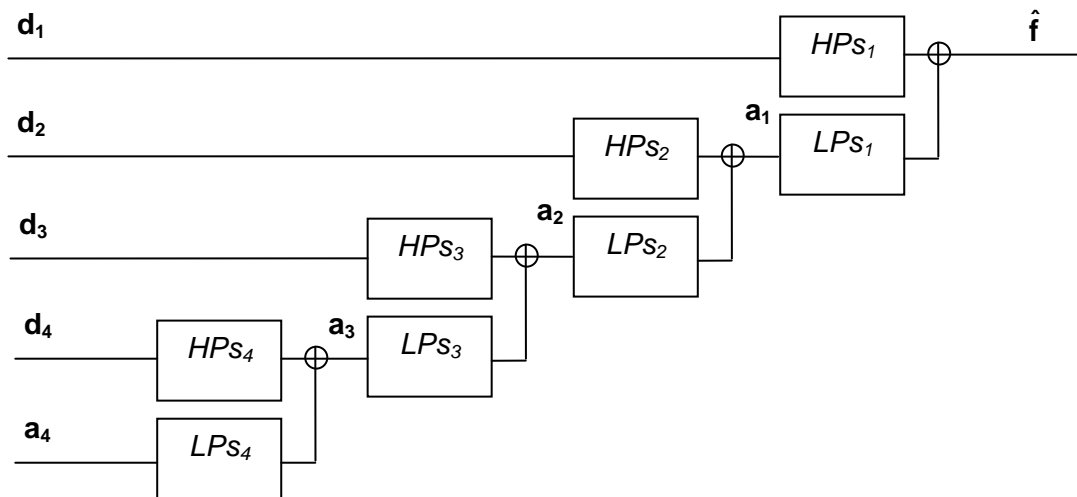 d₁
HPs₁
f̂
d₂
HPs₂
a₁
LPs₁
d₃
HPs₃
a₂
LPs₂
d₄
HPs₄
a₃
LPs₃
a₄
LPs₄